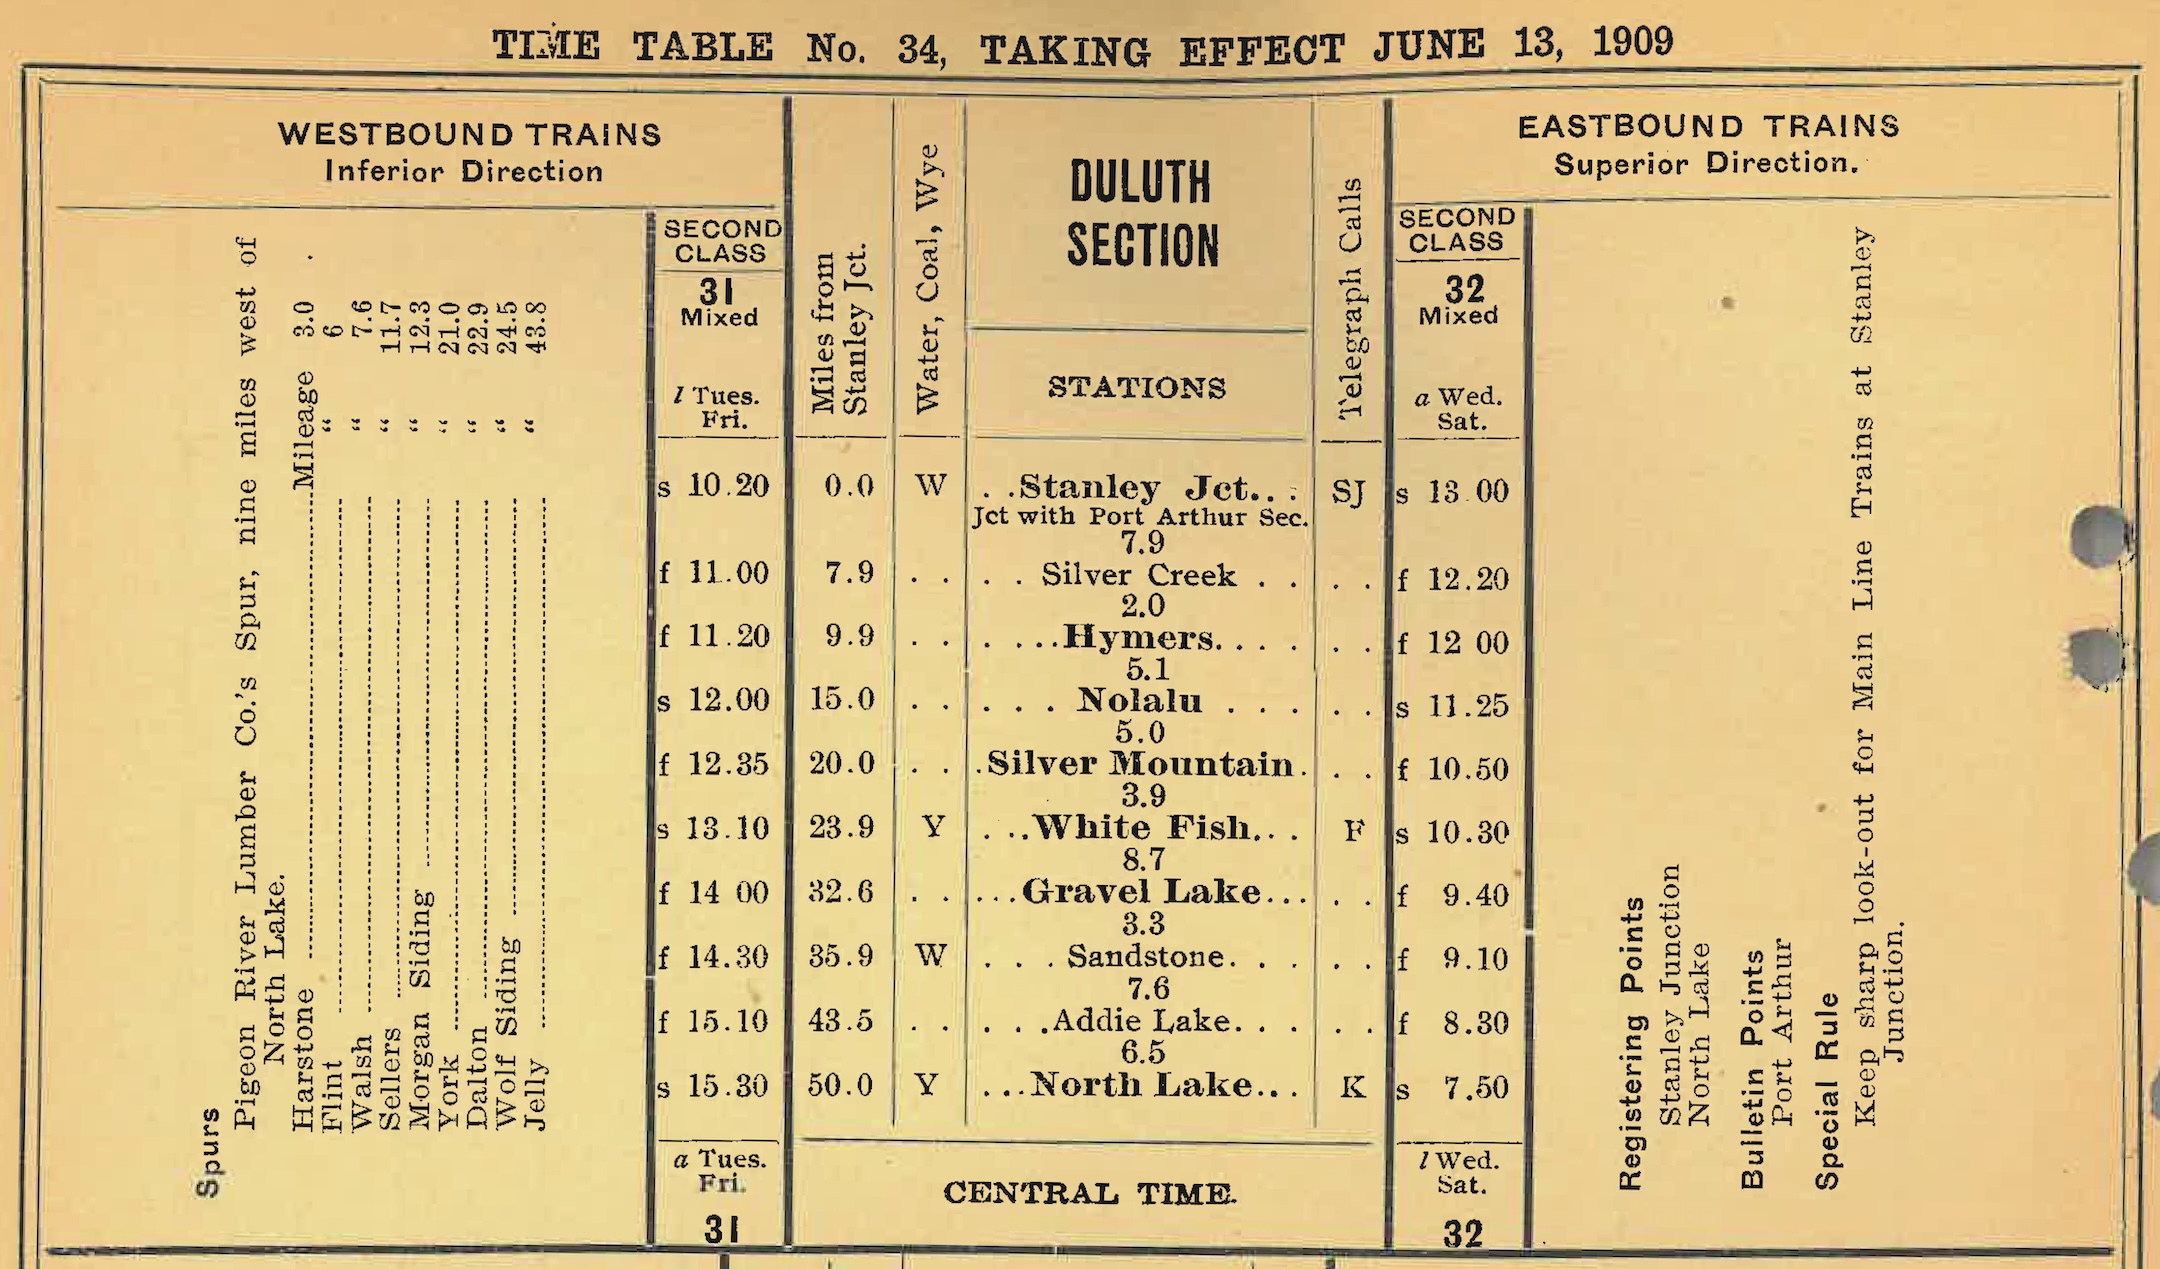 TIME TABLE No. 34, TAKING EFFECT JUNE 13, 1909
WESTBOUND TRAINS
Inferior Direction
Spurs
Pigeon River Lumber Co.'s Spur, nine miles west of
North Lake.
Harstone Mileage 3.0
Flint " 6
Walsh " 7.6
Sellers " 11.7
Morgan Siding " 12.3
York " 21.0
Dalton " 22.9
Wolf Siding " 24.5
Jelly " 43.8
SECOND
CLASS
31
Mixed
l Tues.
Fri.
Miles from
Stanley Jct.
Water, Coal, Wye
DULUTH
SECTION
STATIONS
Telegraph Calls
EASTBOUND TRAINS
Superior Direction.
SECOND
CLASS
32
Mixed
a Wed.
Sat.
s 10.20 0.0 W . .Stanley Jct.. . SJ s 13 00
Jct with Port Arthur Sec.
7.9
f 11.00 7.9 . . . . Silver Creek . . . . f 12.20
2.0
f 11.20 9.9 . . . ...Hymers. . . . . . f 12 00
5.1
s 12.00 15.0 . . . . . Nolalu . . . . . s 11.25
5.0
f 12.35 20.0 . . .Silver Mountain. . . f 10.50
3.9
s 13.10 23.9 Y . ..White Fish.. . F s 10.30
8.7
f 14 00 32.6 . . ...Gravel Lake... . . f 9.40
3.3
f 14.30 35.9 W . . . Sandstone. . . . . f 9.10
7.6
f 15.10 43.5 . . . . .Addie Lake. . . . . f 8.30
6.5
s 15.30 50.0 Y ...North Lake.. . K s 7.50
a Tues.
Fri.
31
CENTRAL TIME.
l Wed.
Sat.
32
Registering Points
Stanley Junction
North Lake
Bulletin Points
Port Arthur
Special Rule
Keep sharp look-out for Main Line Trains at Stanley
Junction.